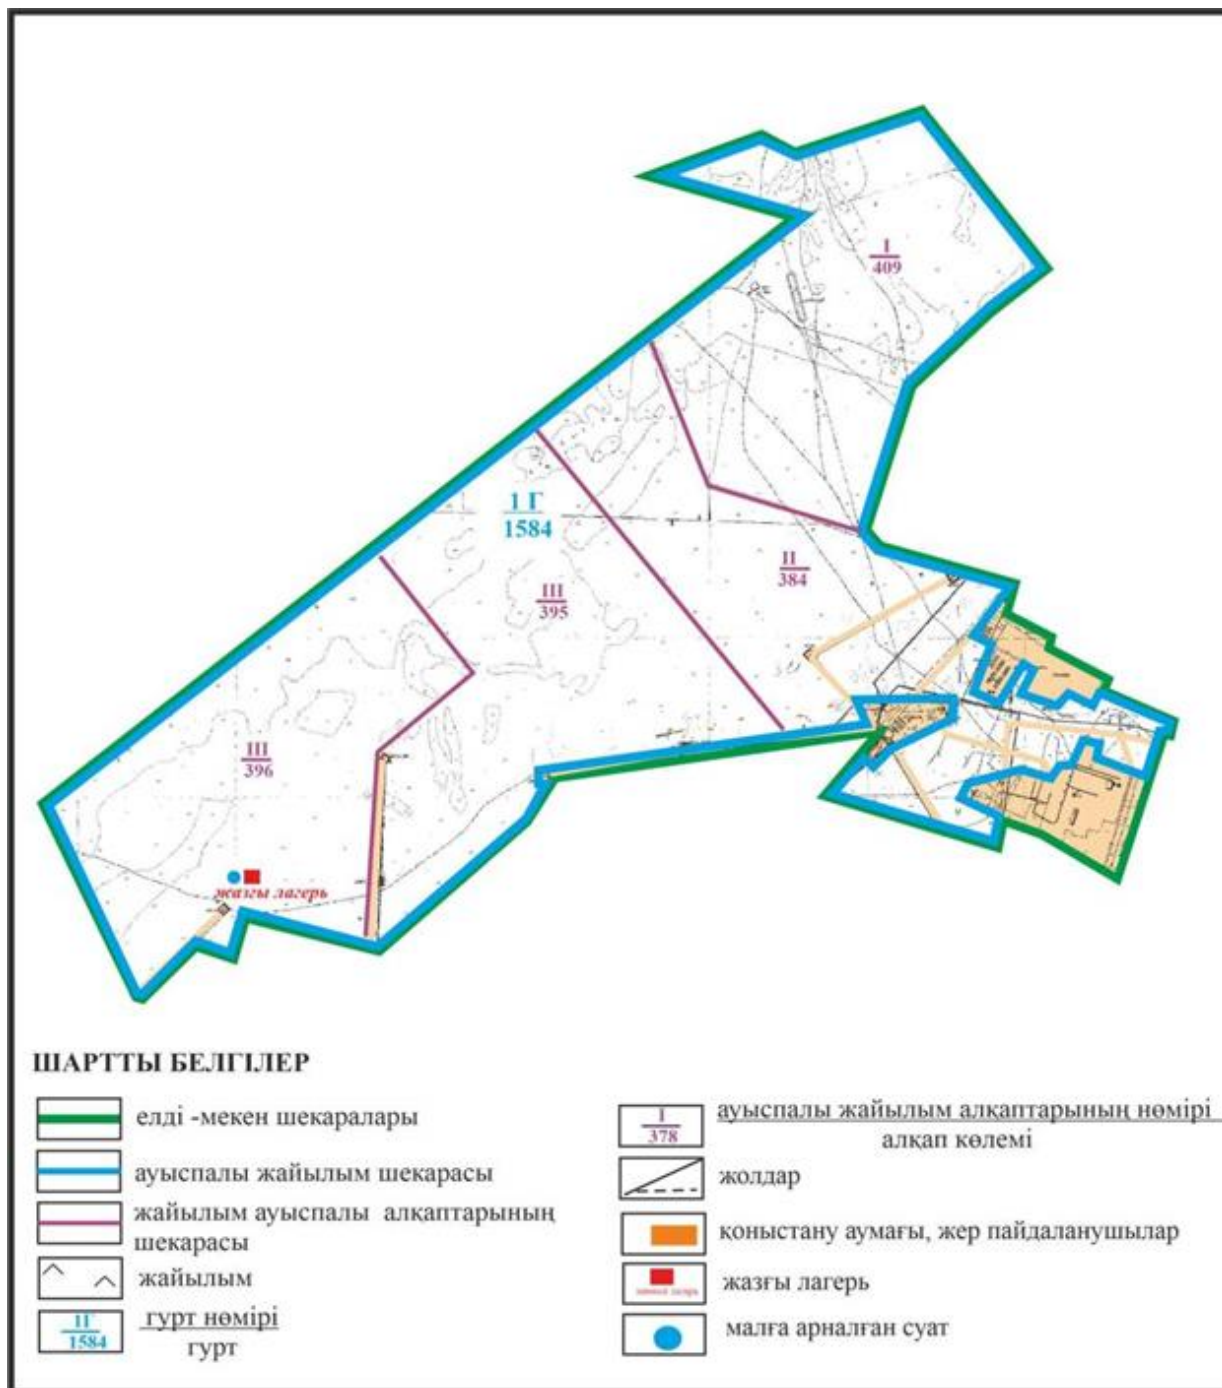 I
409
1 Г
1584
II
384
III
395
III
396
жазғы лагерь
ШАРТТЫ БЕЛГІЛЕР
елді -мекен шекаралары
ауыспалы жайылым шекарасы
жайылым ауыспалы алқаптарының
шекарасы
жайылым
1Г
1584
гурт нөмірі
гурт
I
378
ауыспалы жайылым алқаптарының нөмірі
алқап көлемі
жолдар
қоныстану аумағы, жер пайдаланушылар
жазғы лагерь
малға арналған суат